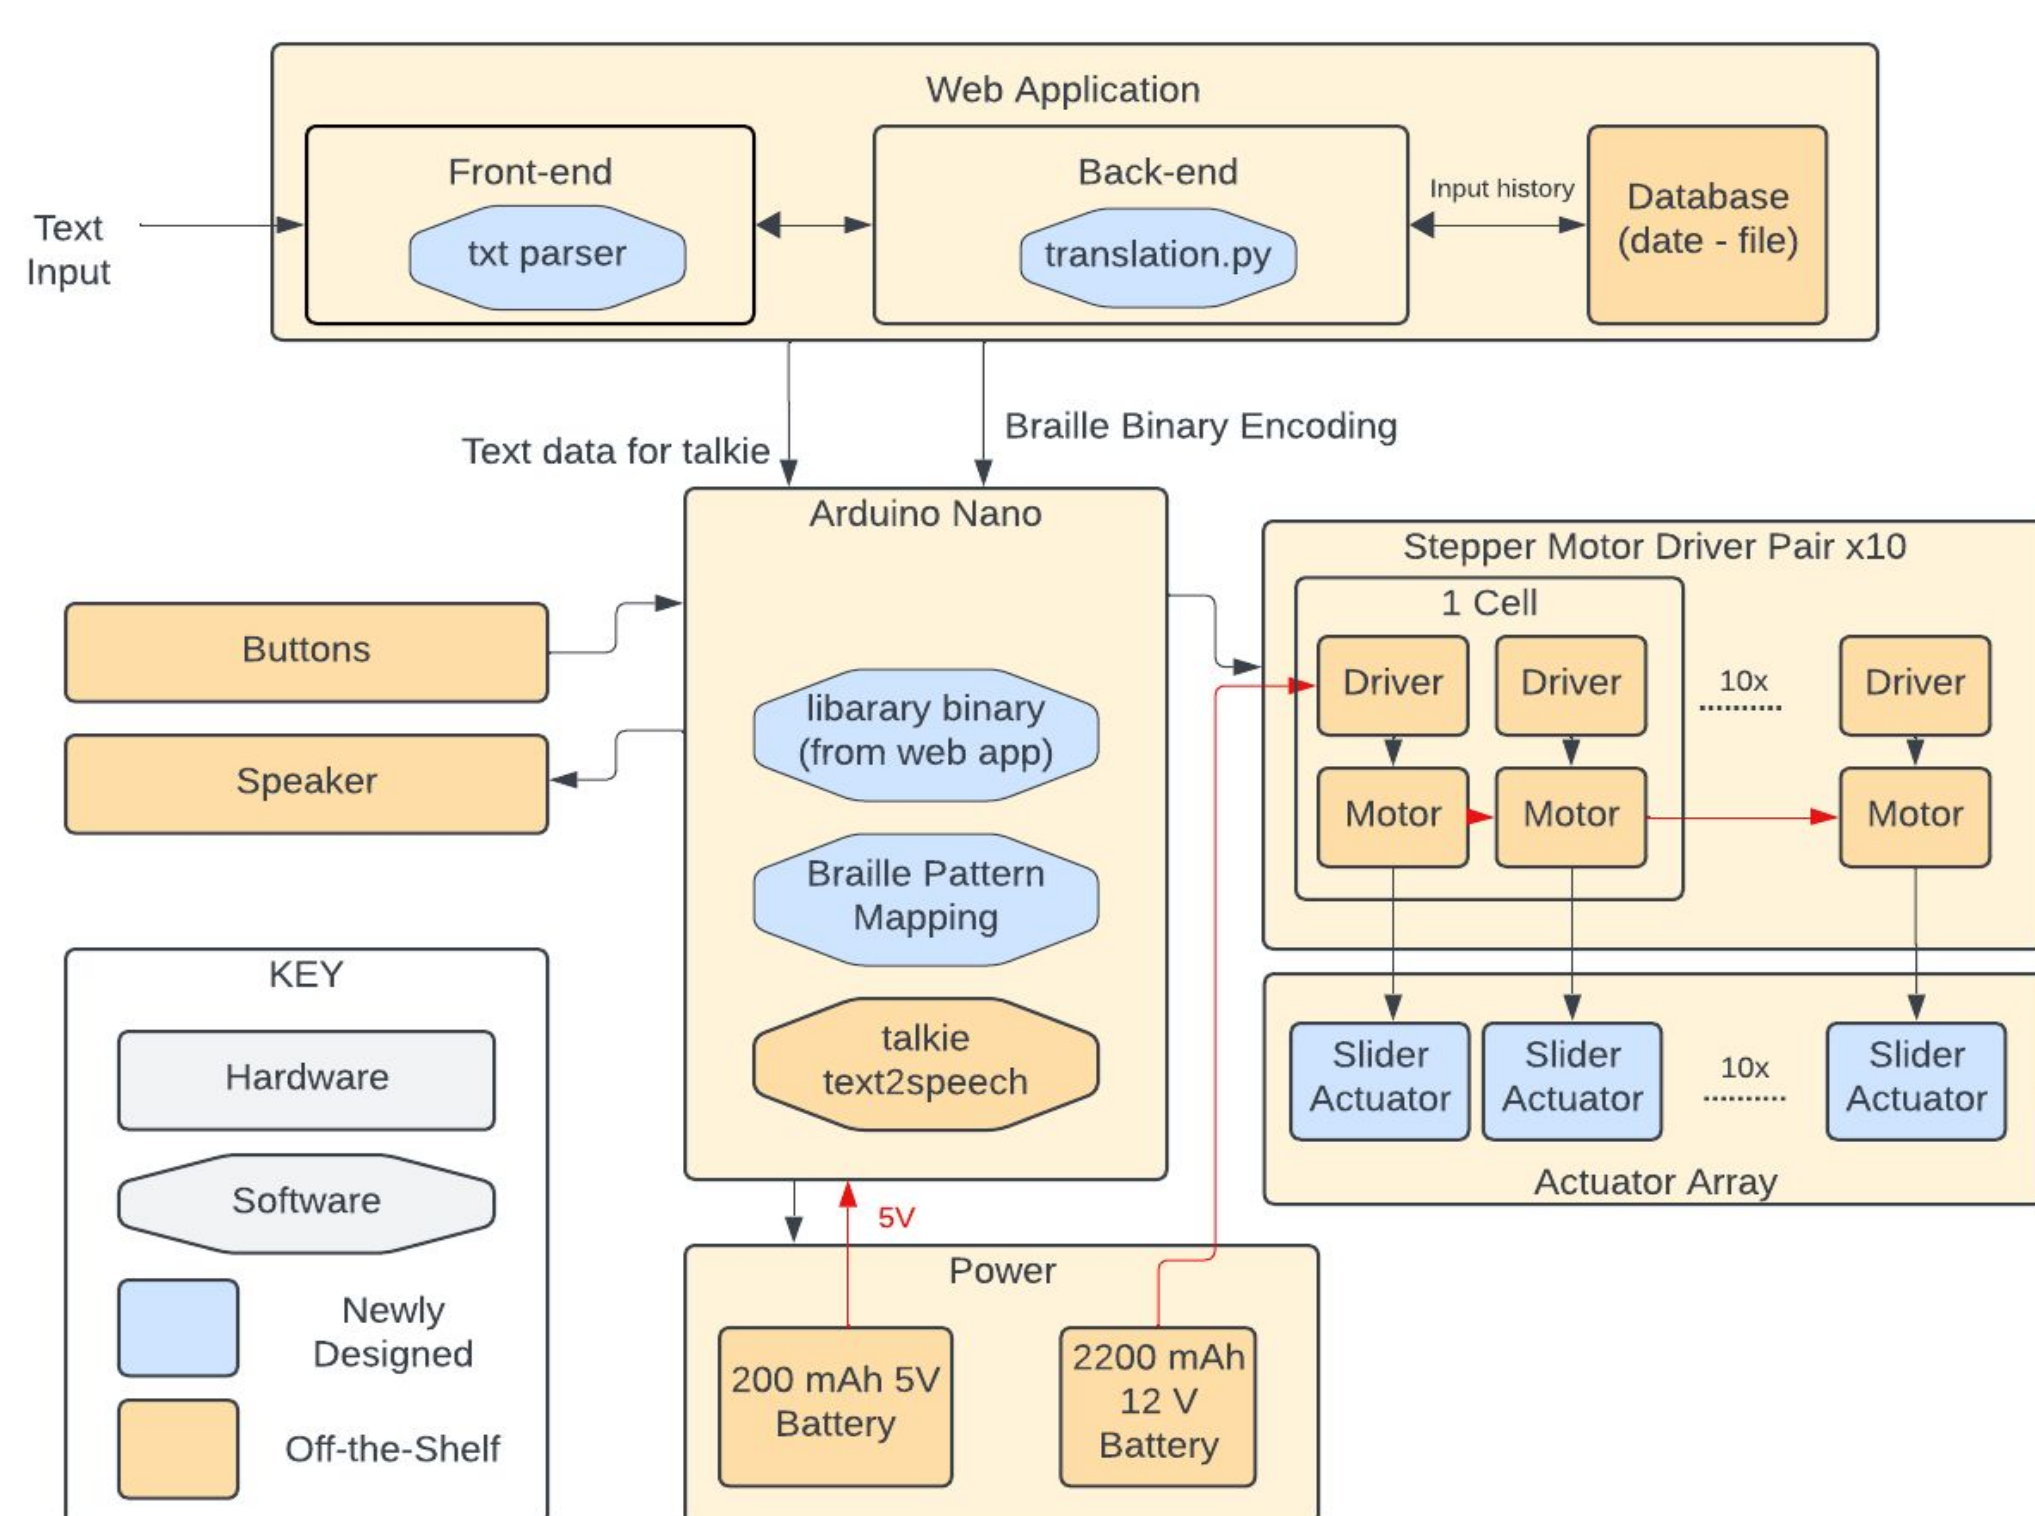 Web Application
Front-end
txt parser
Back-end
translation.py
Input history
Database
(date - file)
Text
Input
Text data for talkie
Braille Binary Encoding
Arduino Nano
libarary binary
(from web app)
Braille Pattern
Mapping
talkie
text2speech
Buttons
Speaker
Stepper Motor Driver Pair x10
1 Cell
Driver
Driver
10x
Driver
Motor
Motor
Motor
Slider
Actuator
Slider
Actuator
10x
Slider
Actuator
Actuator Array
KEY
Hardware
Software
Newly
Designed
Off-the-Shelf
5V
Power
200 mAh 5V
Battery
2200 mAh
12 V
Battery